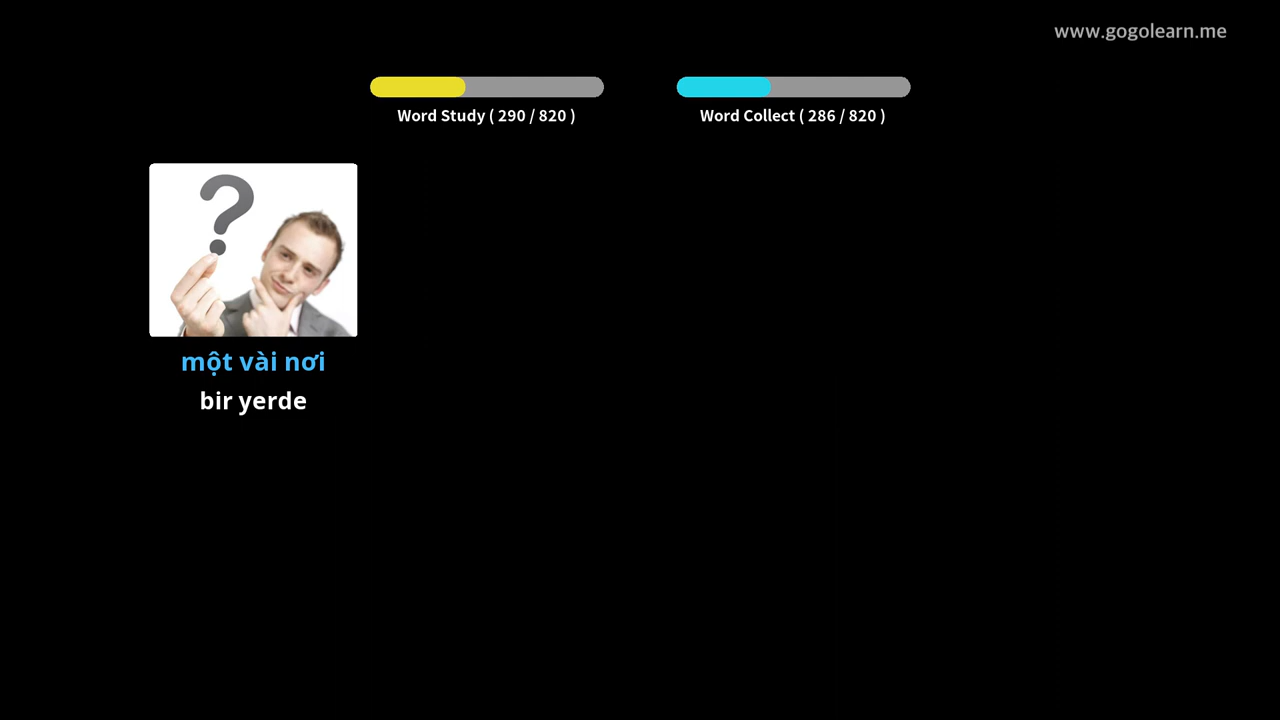 www.gogolearn.me
Word Study ( 290 / 820 )
Word Collect ( 286 / 820 )
?
một vài nơi
bir yerde